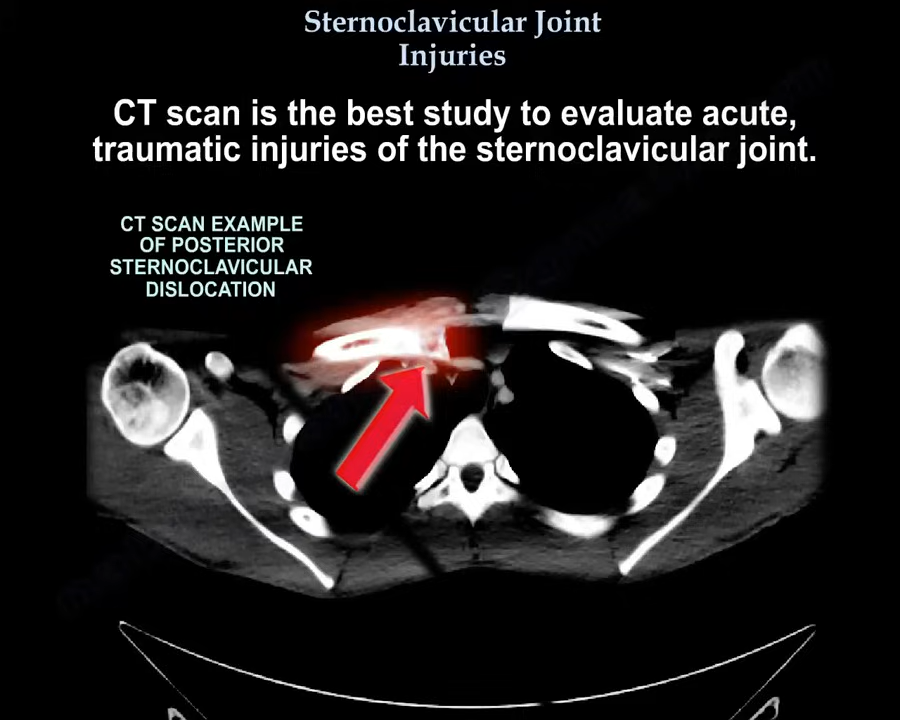 Sternoclavicular Joint
Injuries
CT scan is the best study to evaluate acute,
traumatic injuries of the sternoclavicular joint.
CT SCAN EXAMPLE
OF POSTERIOR
STERNOCLAVICULAR
DISLOCATION